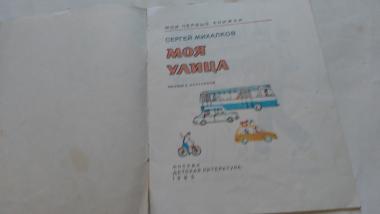 МОИ ПЕРВЫЕ КНИЖКИ
СЕРГЕЙ МИХАЛКОВ
МОЯ
УЛИЦА
МОСКВА
ДЕТСКАЯ ЛИТЕРАТУРА